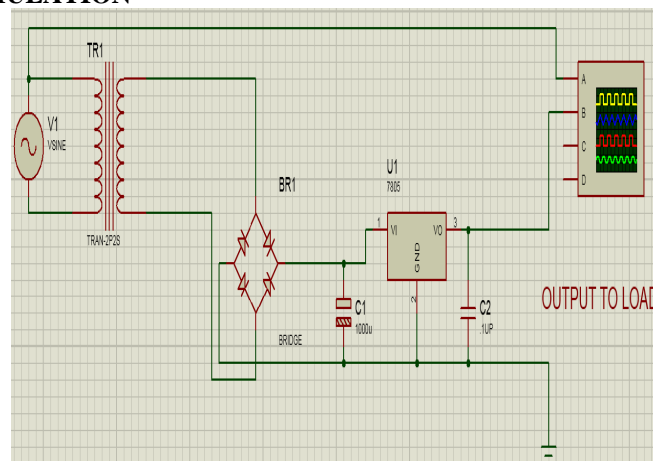 TR1
V1
VSINE
TRAN-2P2S
BR1
BRIDGE
U1
7805
1
VI
VO
3
GND
2
C1
1000u
C2
.1UP
A
B
C
D
OUTPUT TO LOAD